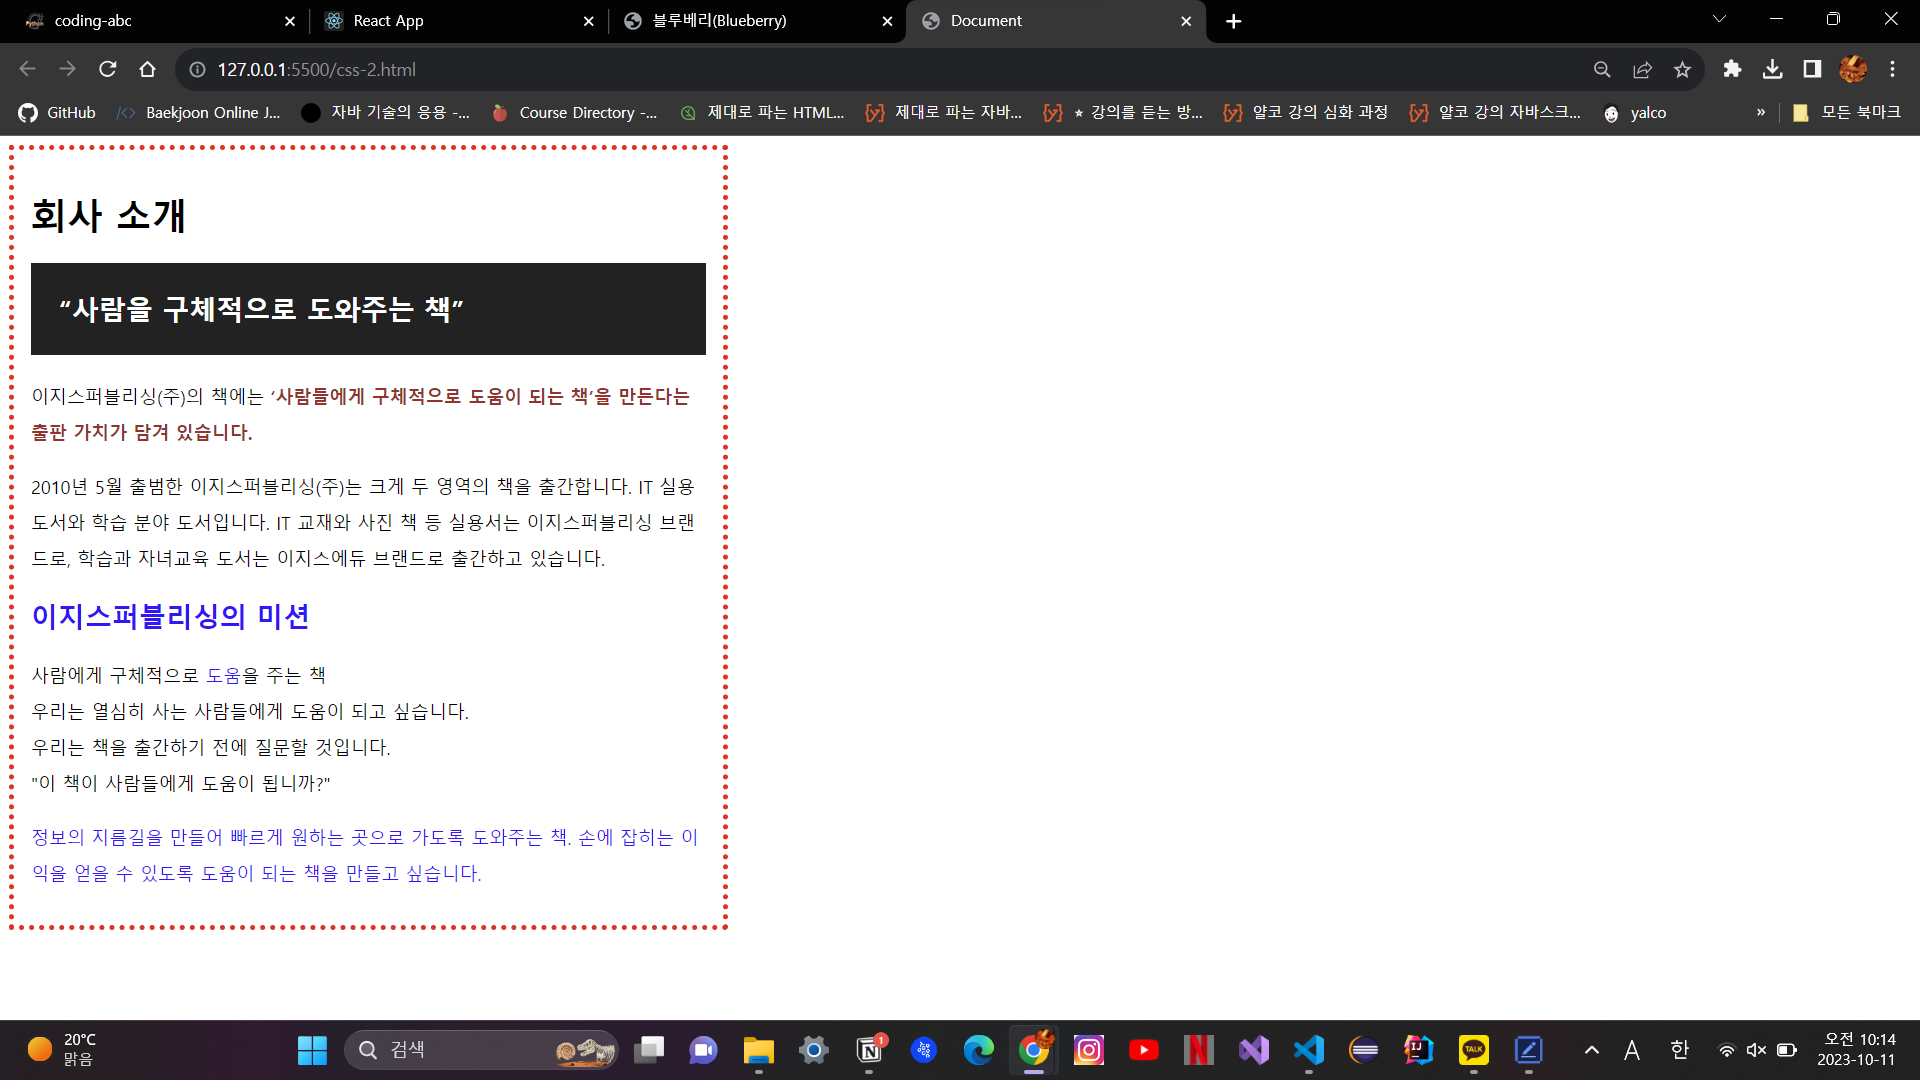 coding-abc
React App
블루베리(Blueberry)
Document
127.0.0.1:5500/css-2.html
GitHub
Baekjoon Online J...
자바 기술의 응용 -...
Course Directory -...
제대로 파는 HTML...
제대로 파는 자바...
★ 강의를 듣는 방...
얄코 강의 심화 과정
얄코 강의 자바스크...
yalco
»
모든 북마크
회사 소개
“사람을 구체적으로 도와주는 책”
이지스퍼블리싱(주)의 책에는 ‘사람들에게 구체적으로 도움이 되는 책’을 만든다는
출판 가치가 담겨 있습니다.
2010년 5월 출범한 이지스퍼블리싱(주)는 크게 두 영역의 책을 출간합니다. IT 실용
도서와 학습 분야 도서입니다. IT 교재와 사진 책 등 실용서는 이지스퍼블리싱 브랜
드로, 학습과 자녀교육 도서는 이지스에듀 브랜드로 출간하고 있습니다.
이지스퍼블리싱의 미션
사람에게 구체적으로 도움을 주는 책
우리는 열심히 사는 사람들에게 도움이 되고 싶습니다.
우리는 책을 출간하기 전에 질문할 것입니다.
"이 책이 사람들에게 도움이 됩니까?"
정보의 지름길을 만들어 빠르게 원하는 곳으로 가도록 도와주는 책. 손에 잡히는 이
익을 얻을 수 있도록 도움이 되는 책을 만들고 싶습니다.
20°C
맑음
검색
1
TALK
A
한
오전 10:14
2023-10-11